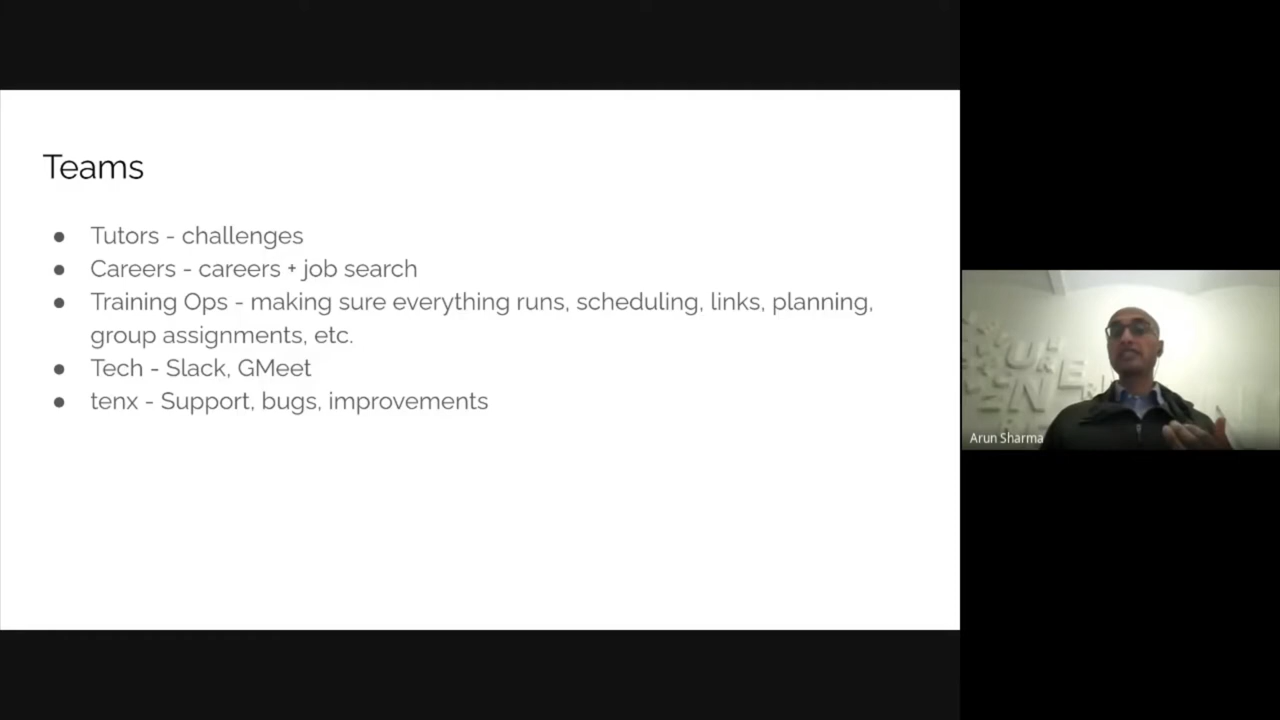 Teams
● Tutors - challenges
● Careers - careers + job search
● Training Ops - making sure everything runs, scheduling, links, planning,
group assignments, etc.
● Tech - Slack, GMeet
● tenx - Support, bugs, improvements
Arun Sharma